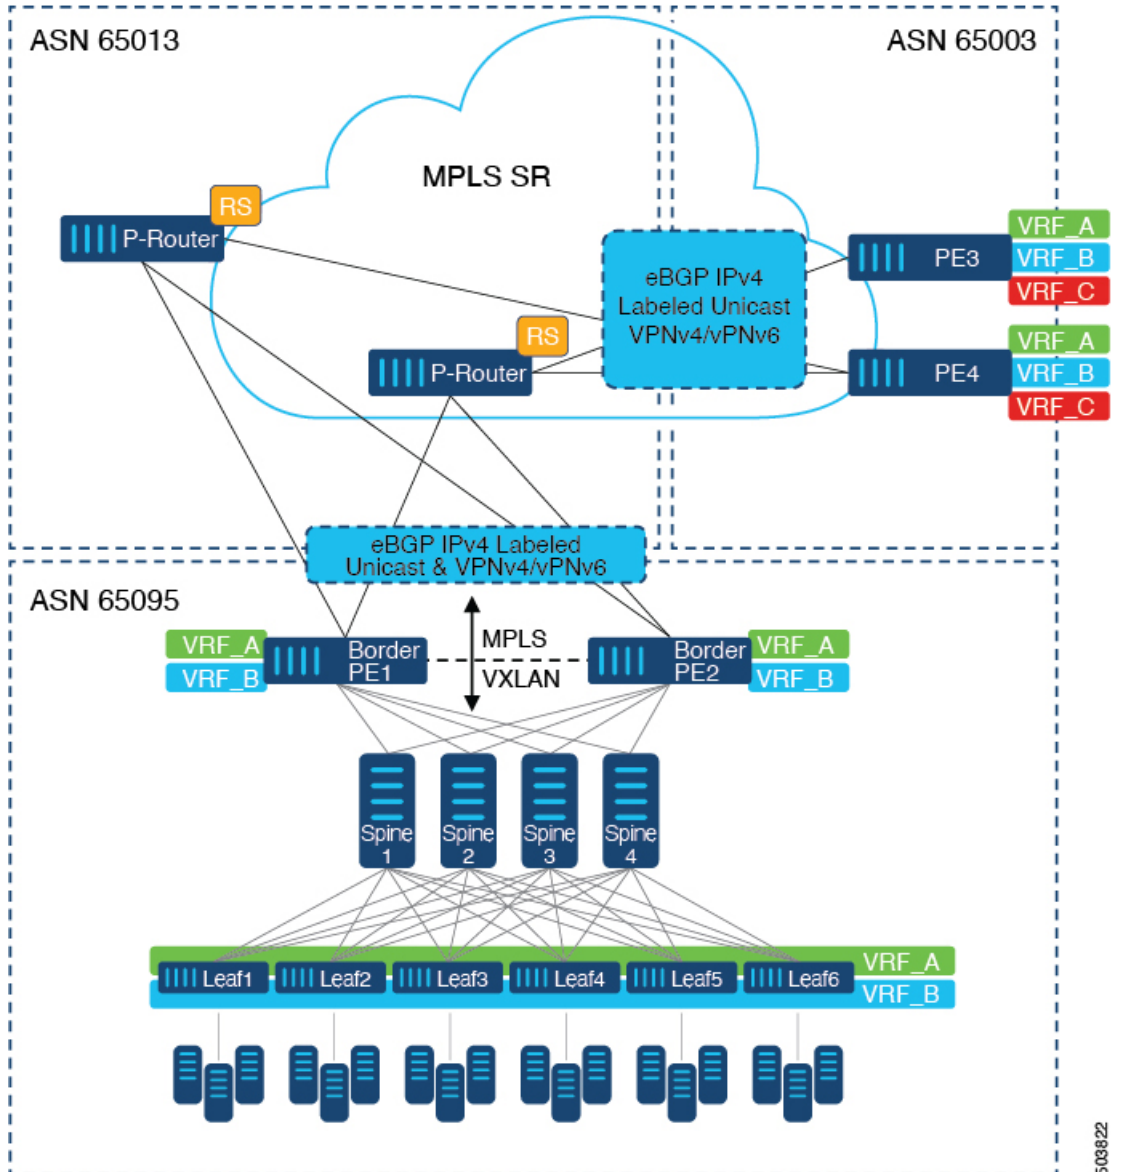 ASN 65013
ASN 65003
MPLS SR
RS
P-Router
eBGP IPv4
Labeled Unicast
VPNv4/vPNv6
PE3
VRF_A
VRF_B
VRF_C
RS
P-Router
PE4
VRF_A
VRF_B
VRF_C
eBGP IPv4 Labeled
Unicast & VPNv4/vPNv6
ASN 65095
VRF_A
VRF_B
Border
PE1
MPLS
VXLAN
Border
PE2
VRF_A
VRF_B
Spine
1
Spine
2
Spine
3
Spine
4
Leaf1
Leaf2
Leaf3
Leaf4
Leaf5
Leaf6
VRF_A
VRF_B
503822